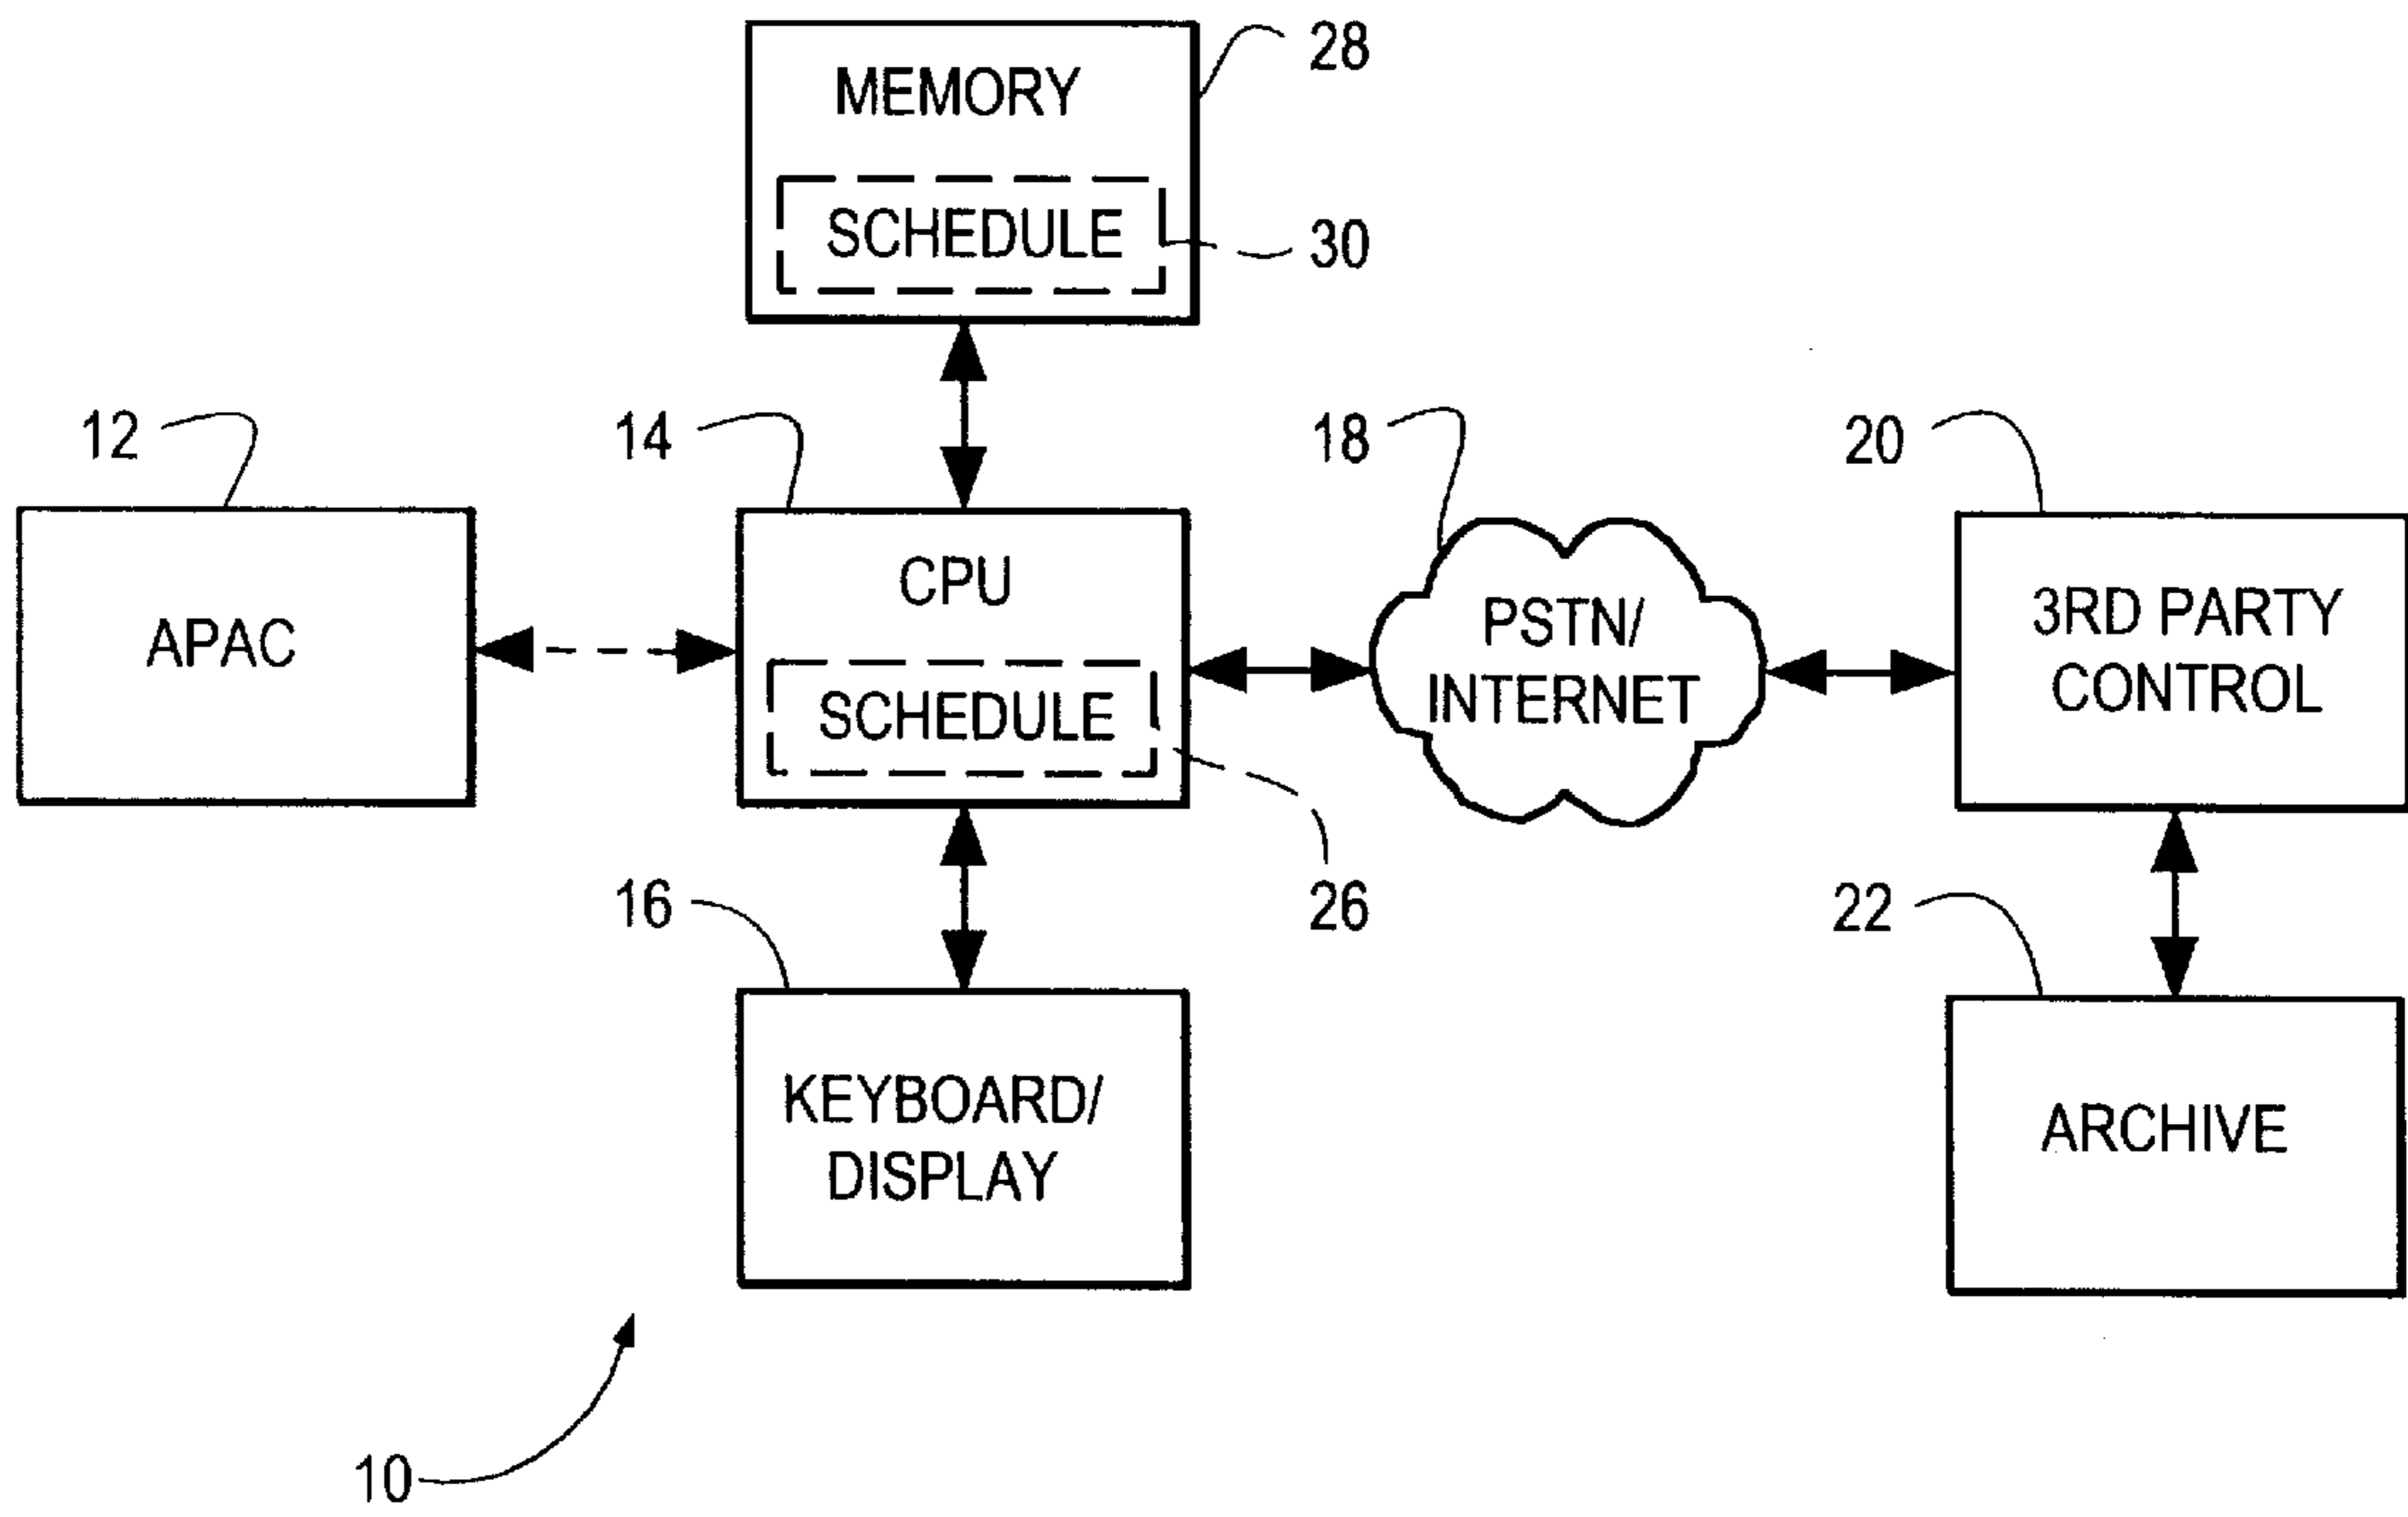 28
MEMORY
SCHEDULE
30
12
14
18
20
APAC
CPU
SCHEDULE
PSTN/
INTERNET
3RD PARTY
CONTROL
16
26
22
KEYBOARD/
DISPLAY
ARCHIVE
10